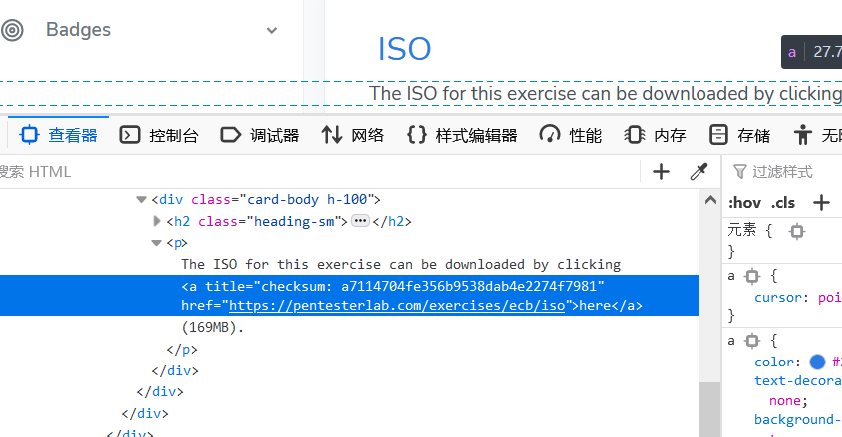 Badges
ISO
a 27.7
The ISO for this exercise can be downloaded by clicking
查看器 控制台 调试器 网络 样式编辑器 性能 内存 存储
搜索 HTML
过滤样式
:hov .cls
<div class="card-body h-100">
<h2 class="heading-sm"></h2>
<p>
The ISO for this exercise can be downloaded by clicking
<a title="checksum: a7114704fe356b9538dab4e2274f7981"
href="https://pentesterlab.com/exercises/ecb/iso">here</a>
(169MB).
</p>
</div>
</div>
</div>
</div>
元素 {
}
a {
cursor: poi
}
a {
color: #2
text-decora
none;
background-